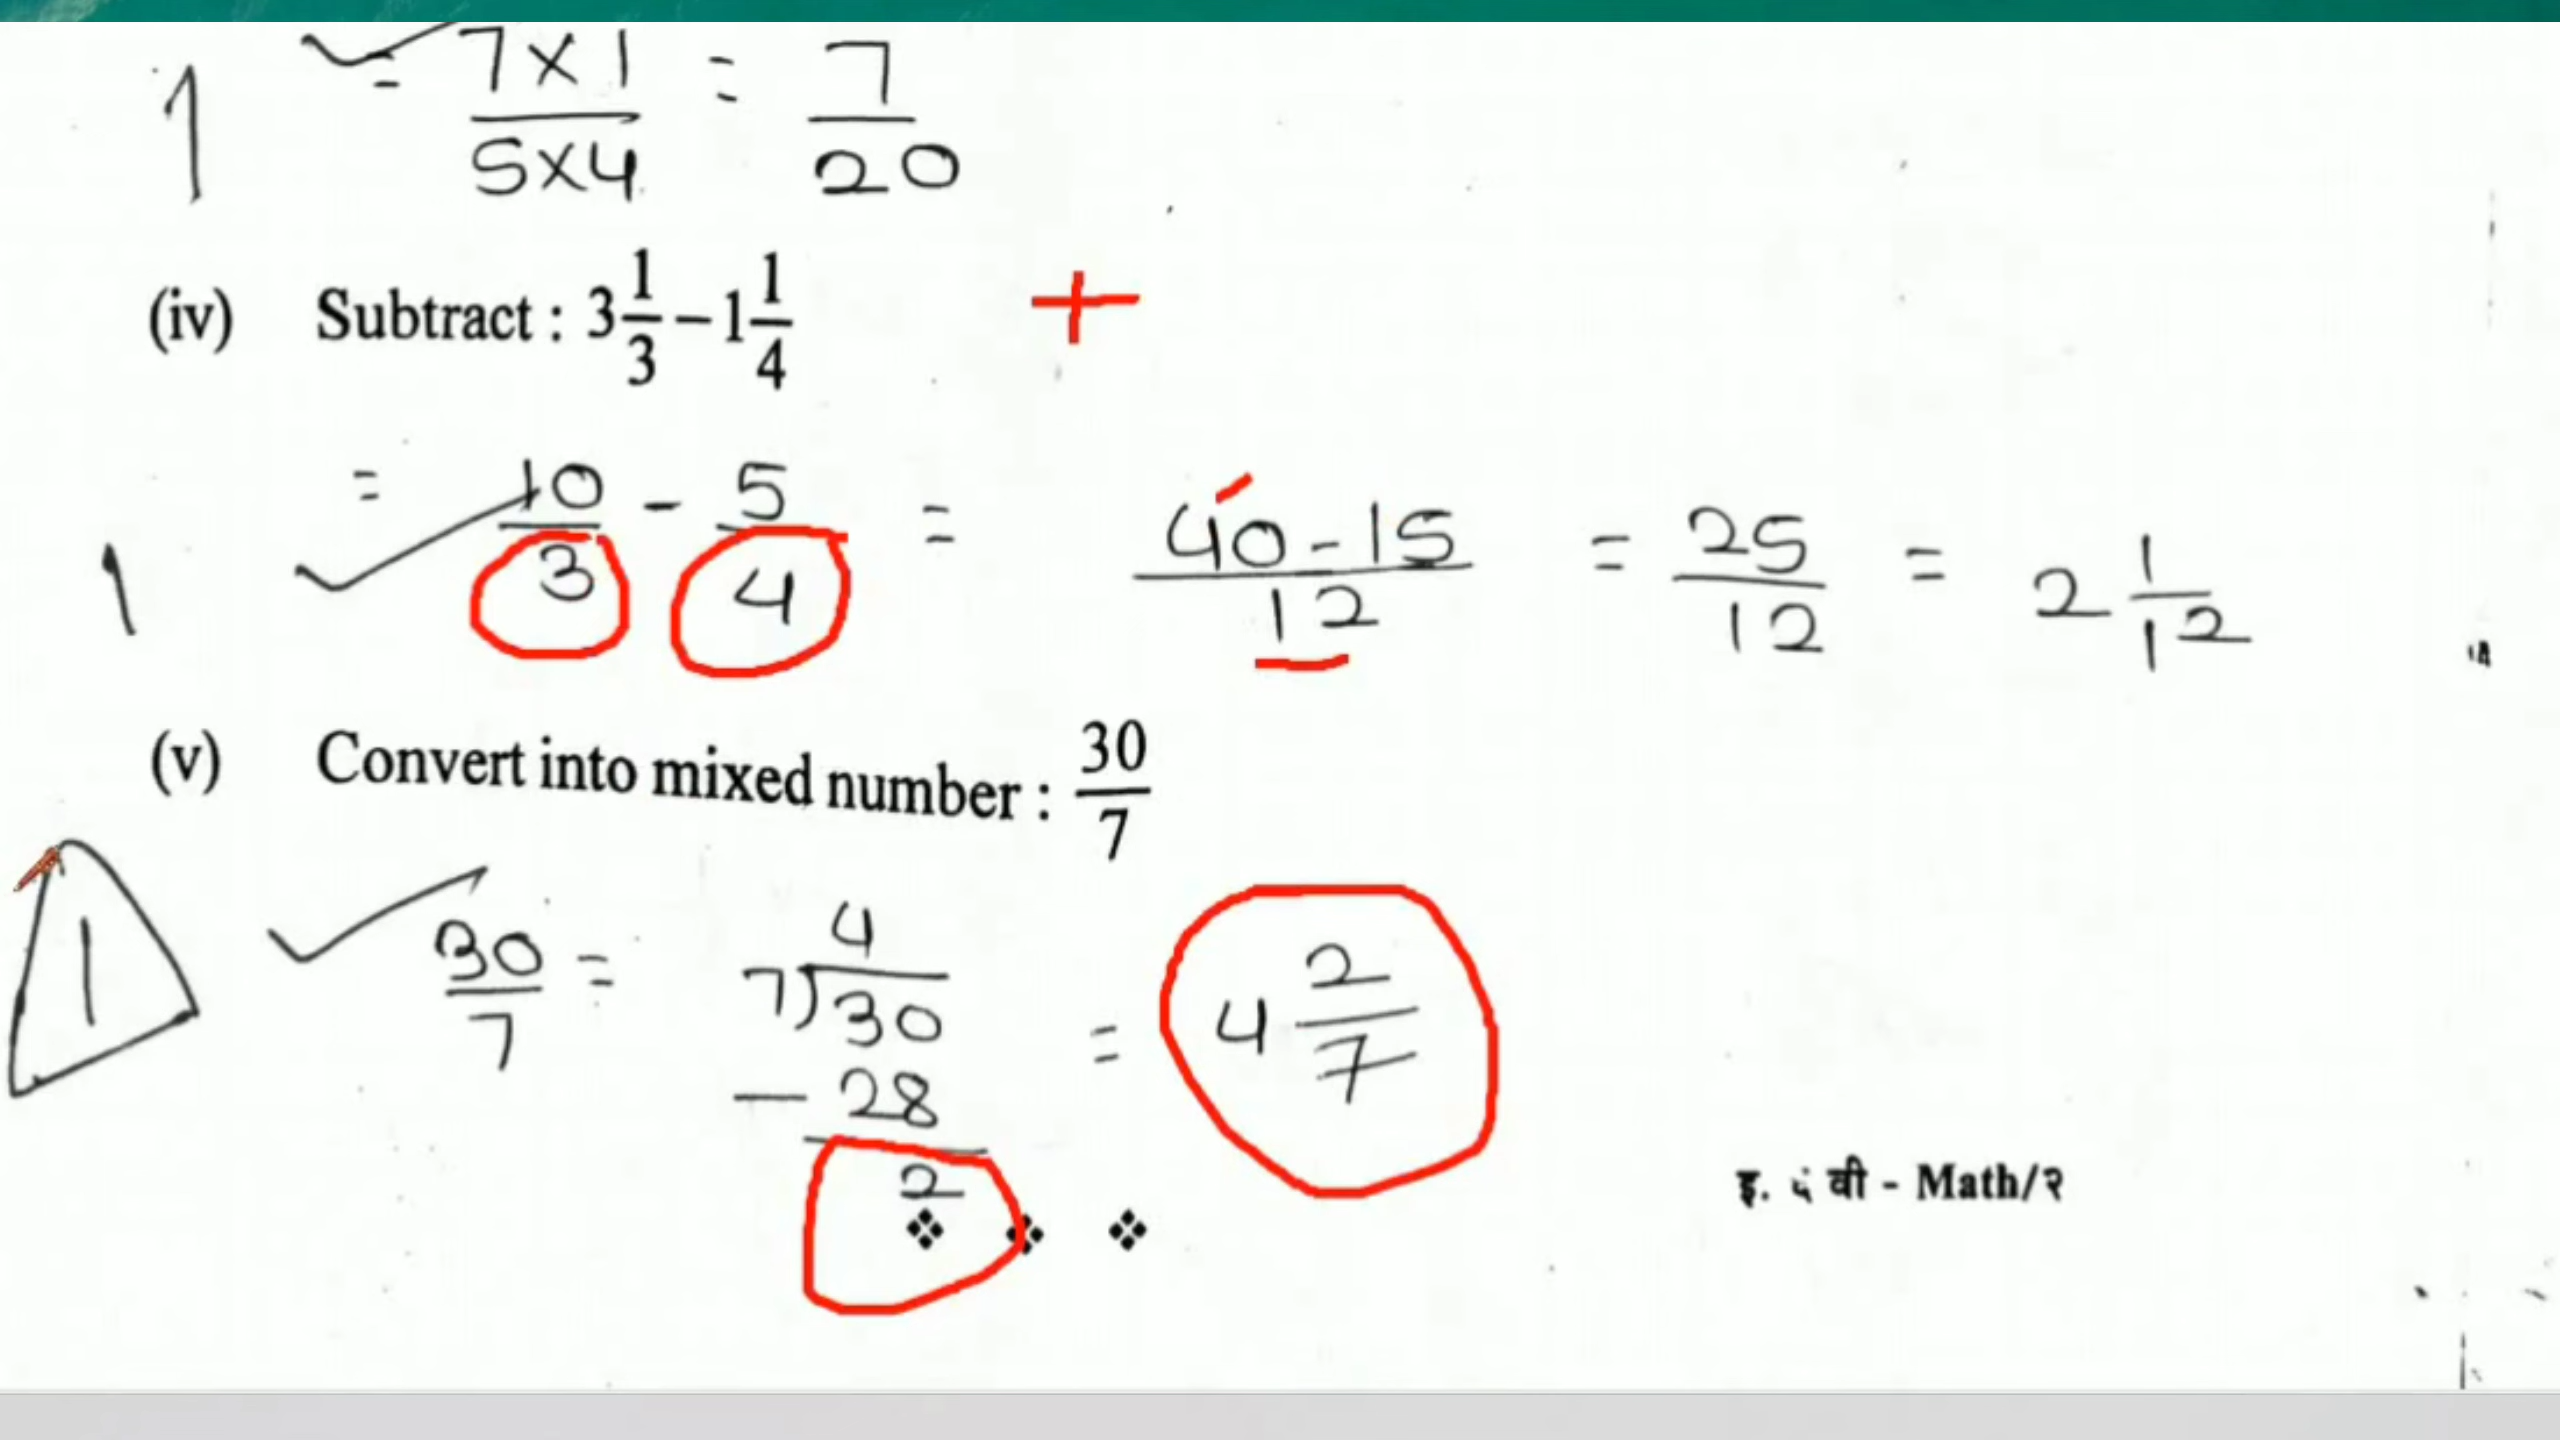 1 = 7×1/5×4 = 7/20
(iv) Subtract : 3 1/3 – 1 1/4
+
1 = 10/3 - 5/4 = 40-15/12 = 25/12 = 2 1/12
(v) Convert into mixed number : 30/7
1 30/7 = 7)30 = 4 2/7
4
– 28
2
इ. ५ वी - Math/२